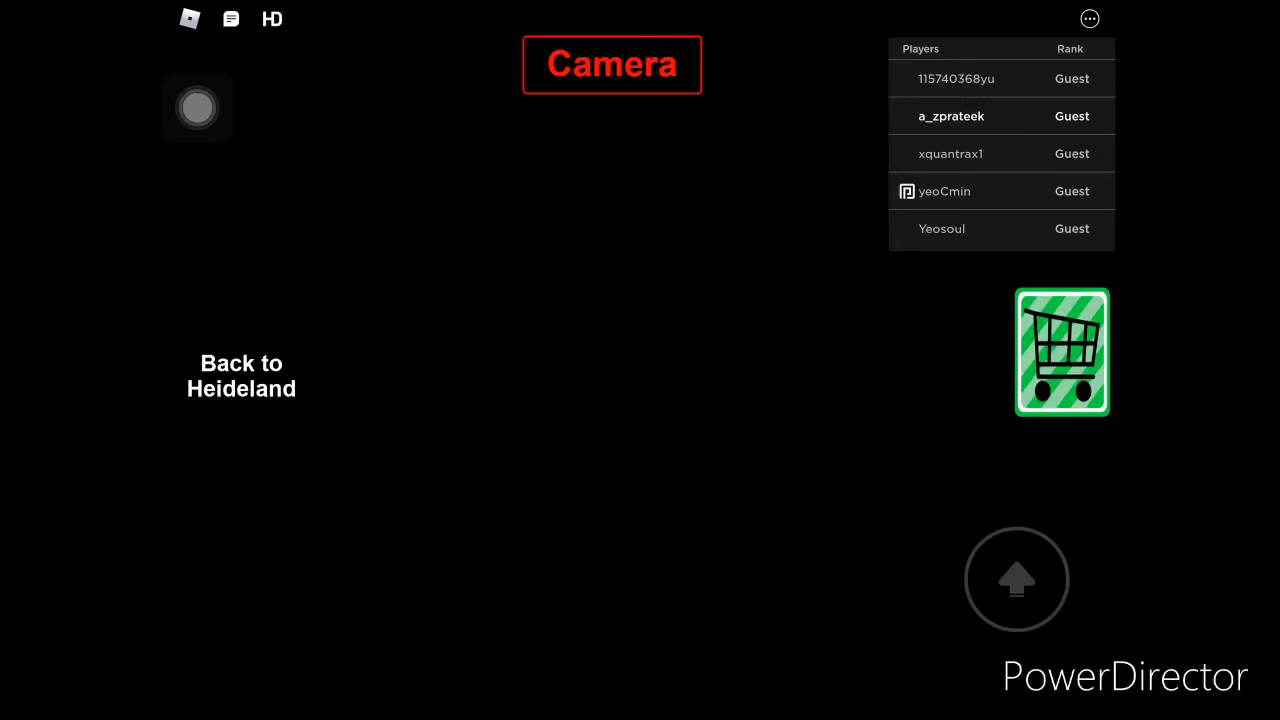 HD
Camera
Players Rank
115740368yu Guest
a_zprateek Guest
xquantrax1 Guest
yeoCmin Guest
Yeosoul Guest
Back to
Heideland
PowerDirector